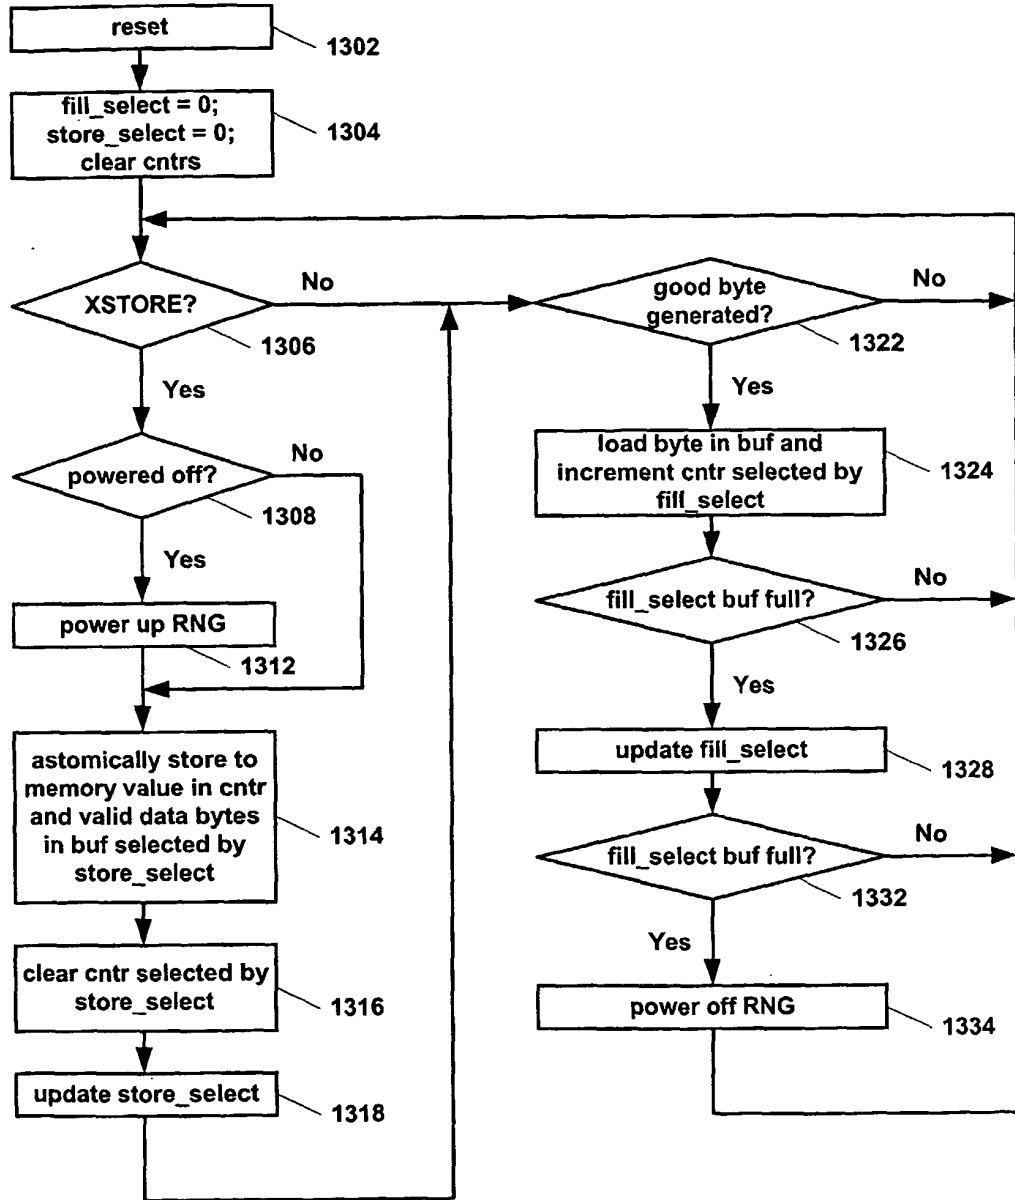 reset
1302
fill_select = 0;
store_select = 0;
clear cntrs
1304
XSTORE?
No
1306
Yes
powered off?
No
1308
Yes
power up RNG
1312
astomically store to
memory value in cntr
and valid data bytes
in buf selected by
store_select
1314
clear cntr selected by
store_select
1316
update store_select
1318
good byte
generated?
No
1322
Yes
load byte in buf and
increment cntr selected by
fill_select
1324
fill_select buf full?
No
1326
Yes
update fill_select
1328
fill_select buf full?
No
1332
Yes
power off RNG
1334